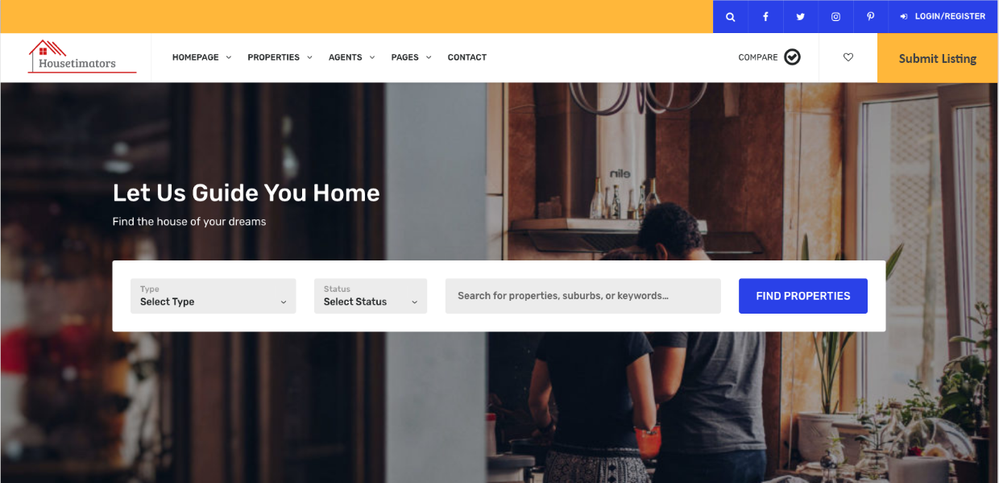 LOGIN/REGISTER
Housetimators
HOMEPAGE
PROPERTIES
AGENTS
PAGES
CONTACT
COMPARE
Submit Listing
elin
Let Us Guide You Home
Find the house of your dreams
Type
Select Type
Status
Select Status
Search for properties, suburbs, or keywords...
FIND PROPERTIES